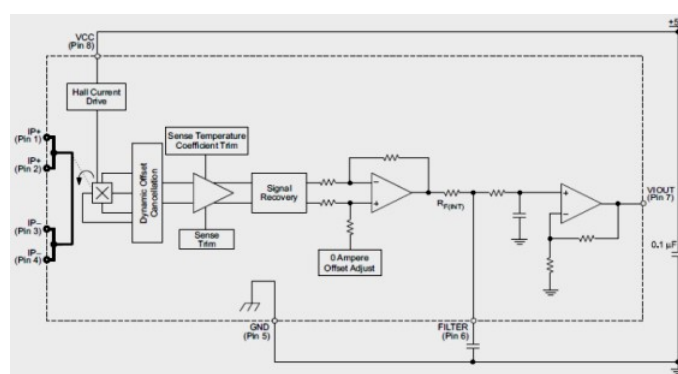 +5
VCC
(Pin 8)
Hall Current
Drive
IP+
(Pin 1)
IP+
(Pin 2)
IP−
(Pin 3)
IP−
(Pin 4)
Dynamic Offset
Cancellation
Sense Temperature
Coefficient Trim
Sense
Trim
Signal
Recovery
0 Ampere
Offset Adjust
RF(INT)
VIOUT
(Pin 7)
0.1 µF
GND
(Pin 5)
FILTER
(Pin 6)